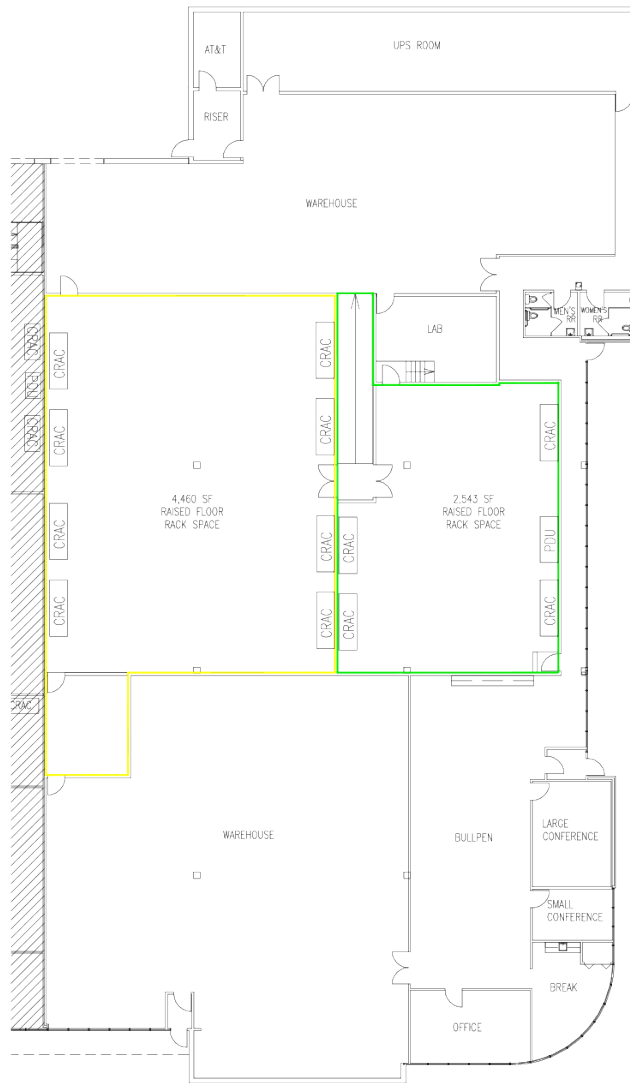 AT&T
UPS ROOM
RISER
WAREHOUSE
MEN'S
RR
WOMEN'S
RR
LAB
CRAC
PDU
CRAC
CRAC
CRAC
CRAC
CRAC
CRAC
CRAC
CRAC
CRAC
4,460 SF
RAISED FLOOR
RACK SPACE
2,543 SF
RAISED FLOOR
RACK SPACE
CRAC
CRAC
CRAC
PDU
CRAC
CRAC
WAREHOUSE
BULLPEN
LARGE
CONFERENCE
SMALL
CONFERENCE
BREAK
OFFICE